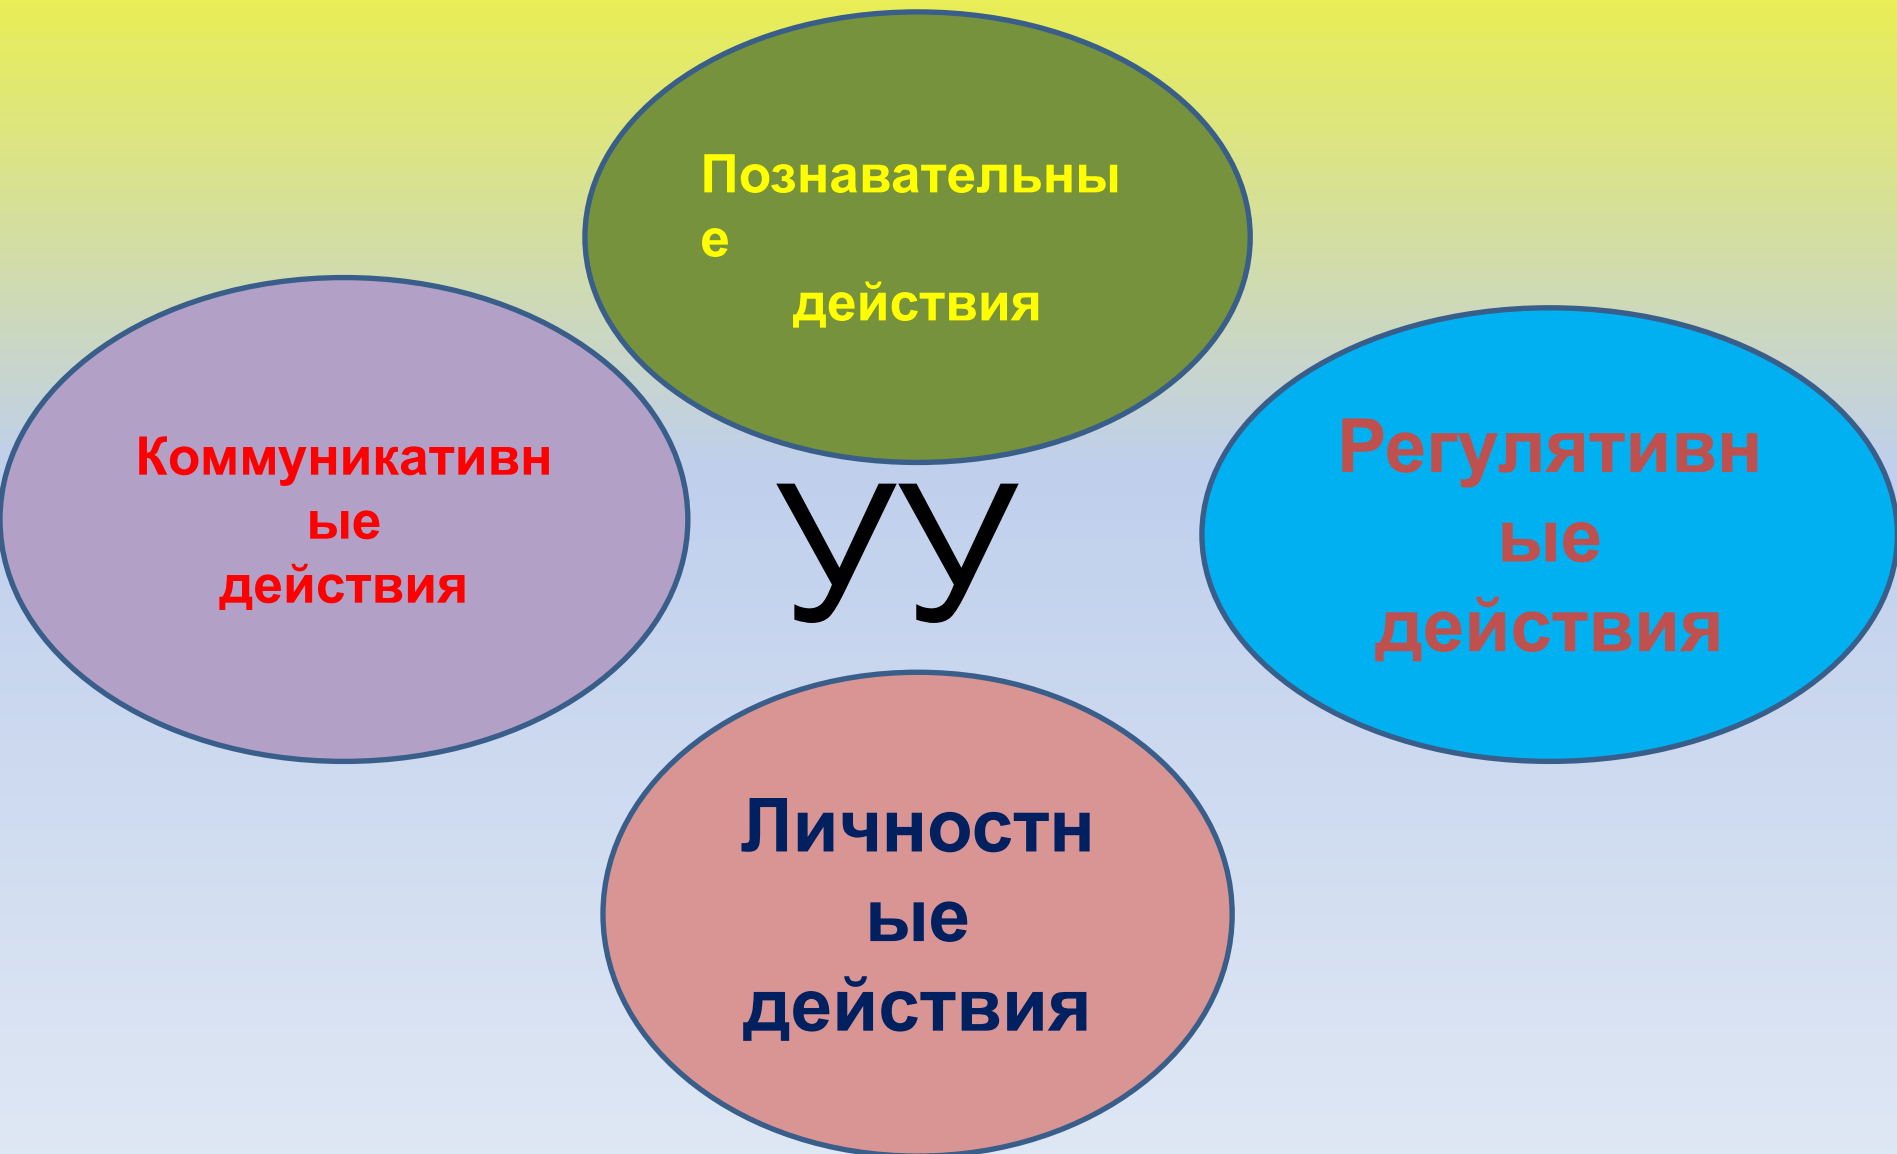 Познавательны
е
действия
Коммуникативн
ые
действия
УУ
Регулятивн
ые
действия
Личностн
ые
действия